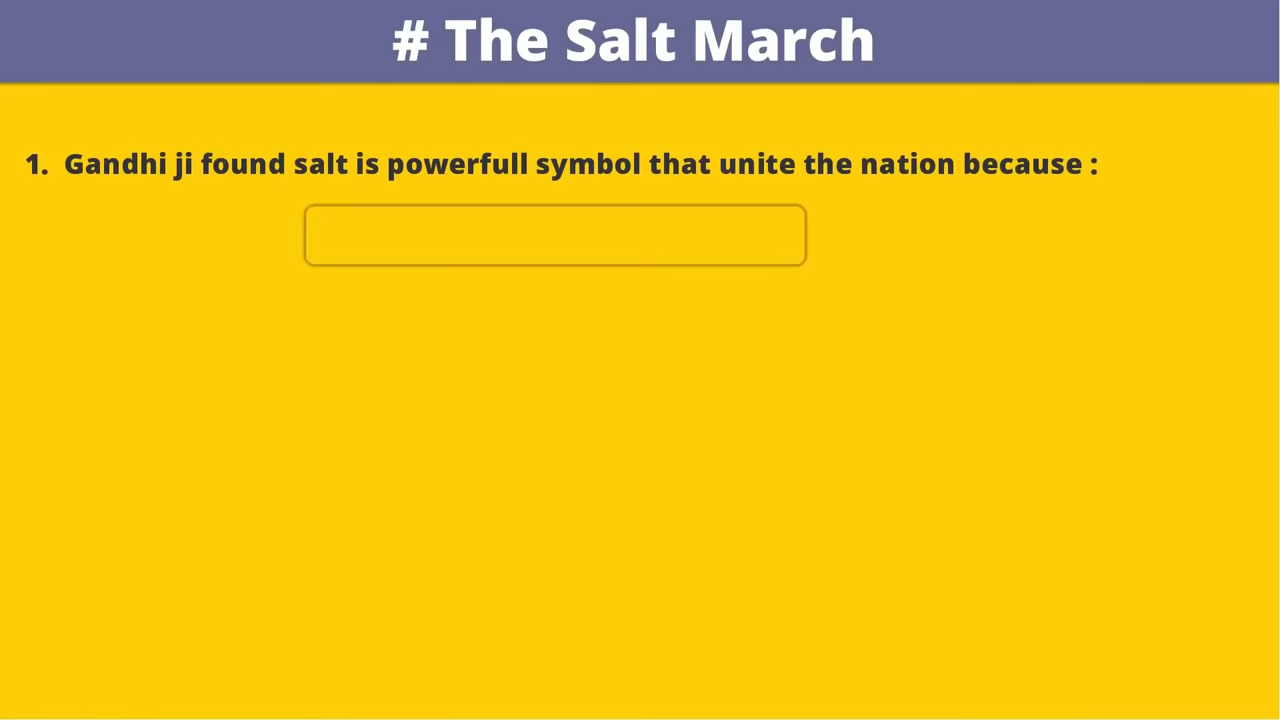 # The Salt March
1. Gandhi ji found salt is powerfull symbol that unite the nation because :